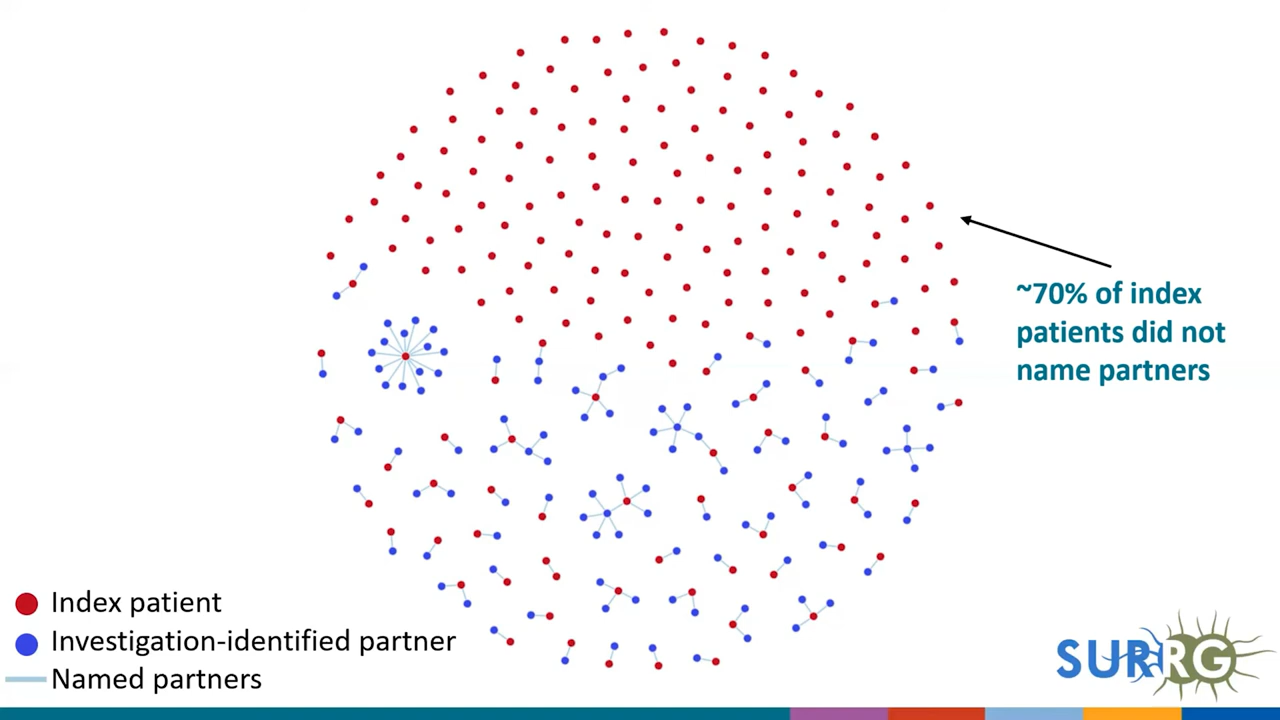 ~70% of index
patients did not
name partners
Index patient
Investigation-identified partner
Named partners
SURRG